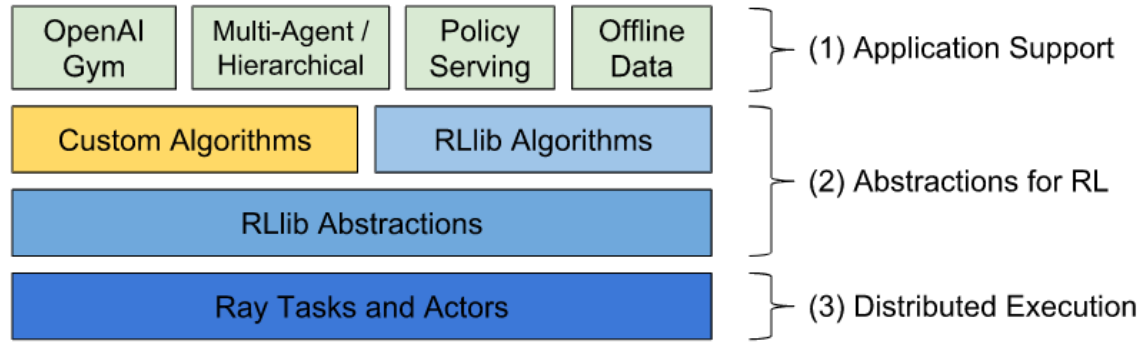 OpenAI
Gym
Multi-Agent /
Hierarchical
Policy
Serving
Offline
Data
(1) Application Support
Custom Algorithms
RLlib Algorithms
(2) Abstractions for RL
RLlib Abstractions
Ray Tasks and Actors
(3) Distributed Execution